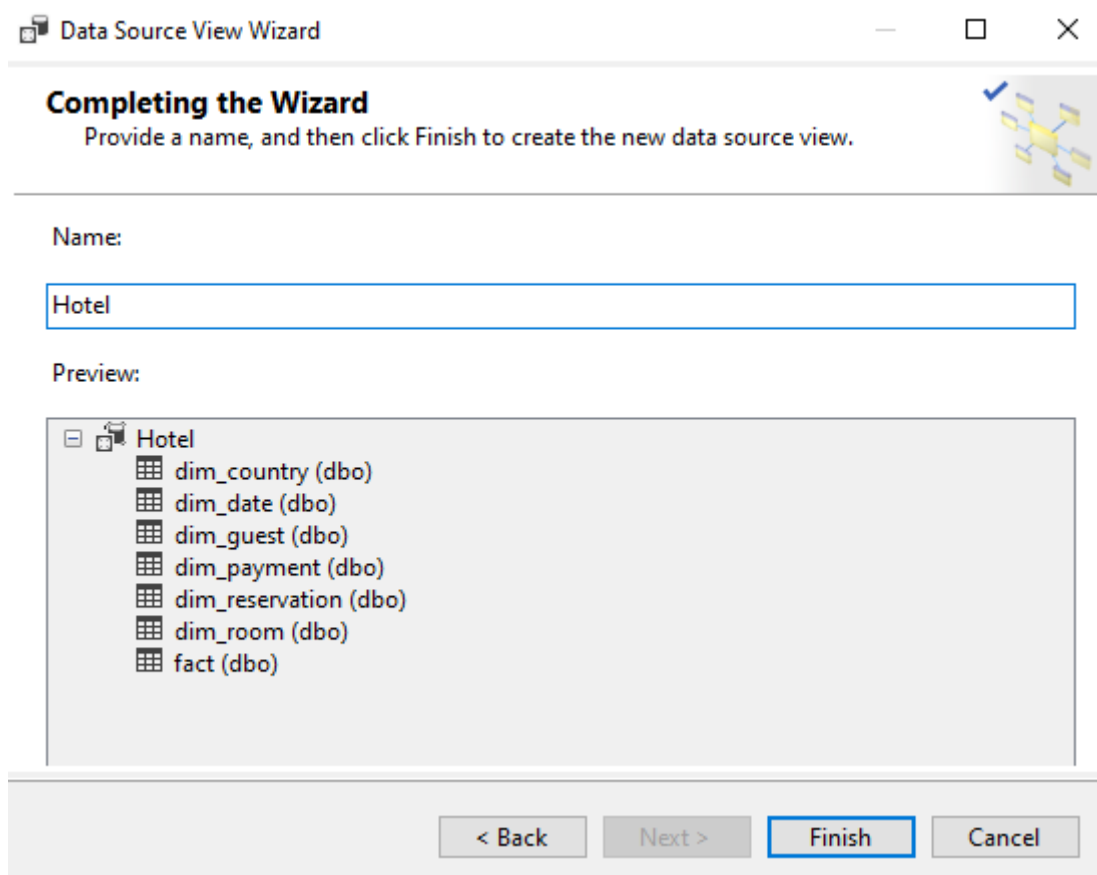 Data Source View Wizard
Completing the Wizard
Provide a name, and then click Finish to create the new data source view.
Name:
Hotel
Preview:
Hotel
dim_country (dbo)
dim_date (dbo)
dim_guest (dbo)
dim_payment (dbo)
dim_reservation (dbo)
dim_room (dbo)
fact (dbo)
< Back Next > Finish Cancel